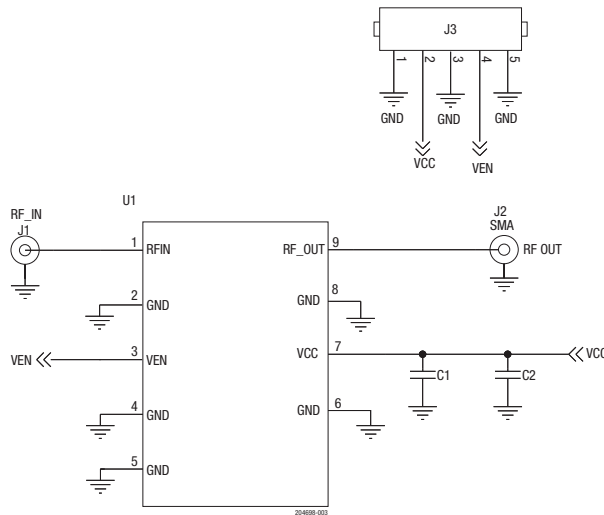 J3
1
2
3
4
5
GND
GND
GND
VCC
VEN
U1
RF_IN
J1
J2
SMA
RF OUT
1
RFIN
RF_OUT
9
2
GND
GND
8
VEN
3
VEN
VCC
7
C1
C2
VCC
4
GND
GND
6
5
GND
204698-003